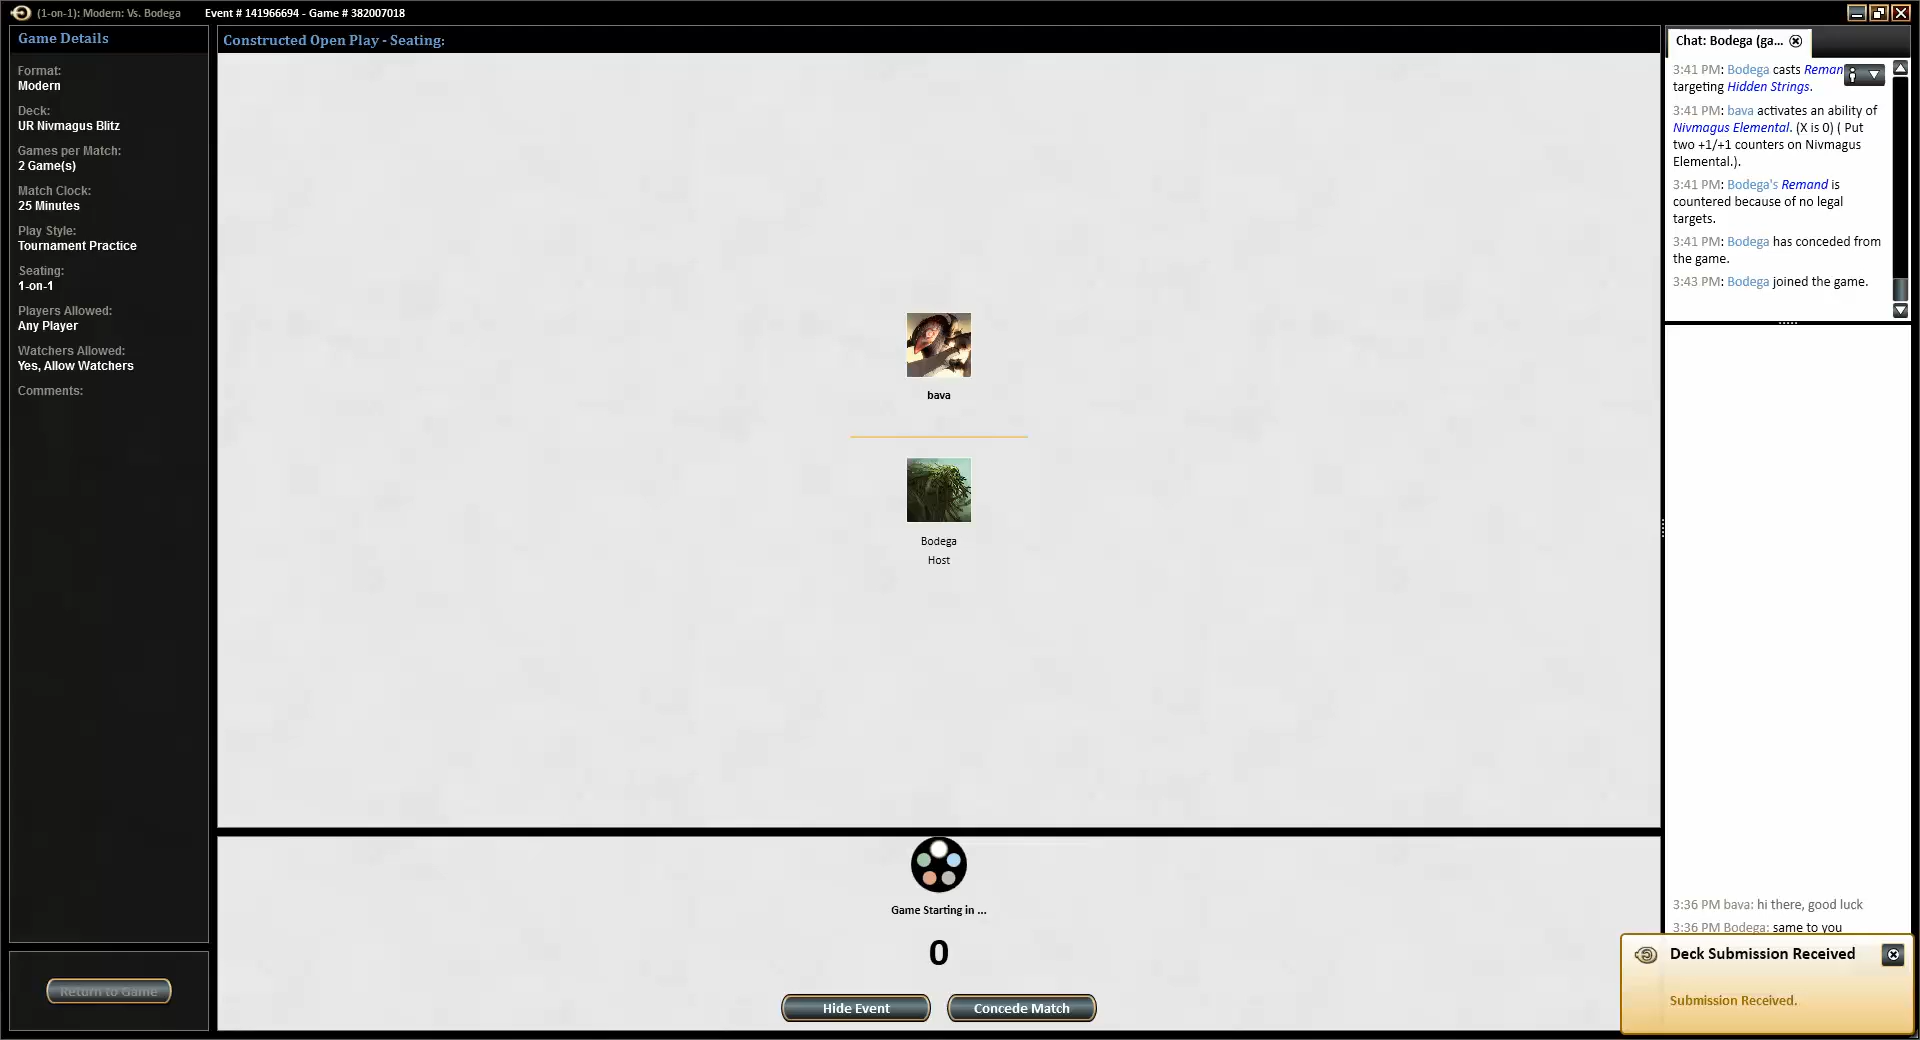 (1-on-1): Modern: Vs. Bodega
Event # 141966694 - Game # 382007018
Game Details
Format:
Modern
Deck:
UR Nivmagus Blitz
Games per Match:
2 Game(s)
Match Clock:
25 Minutes
Play Style:
Tournament Practice
Seating:
1-on-1
Players Allowed:
Any Player
Watchers Allowed:
Yes, Allow Watchers
Comments:
Return to Game
Constructed Open Play - Seating:
bava
Bodega
Host
Game Starting in ...
0
Hide Event
Concede Match
Chat: Bodega (ga...
3:41 PM: Bodega casts Reman
targeting Hidden Strings.
3:41 PM: bava activates an ability of
Nivmagus Elemental. (X is 0) ( Put
two +1/+1 counters on Nivmagus
Elemental.).
3:41 PM: Bodega's Remand is
countered because of no legal
targets.
3:41 PM: Bodega has conceded from
the game.
3:43 PM: Bodega joined the game.
3:36 PM bava: hi there, good luck
3:36 PM Bodega: same to you
Deck Submission Received
Submission Received.